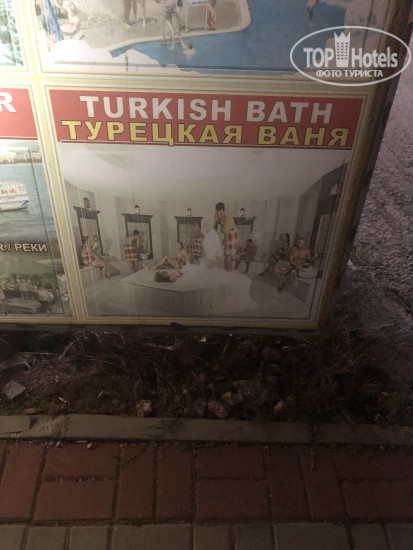 TOP Hotels
ФОТО ТУРИСТА
R
TURKISH BATH
ТУРЕЦКАЯ ВАНЯ
R / РЕКИ